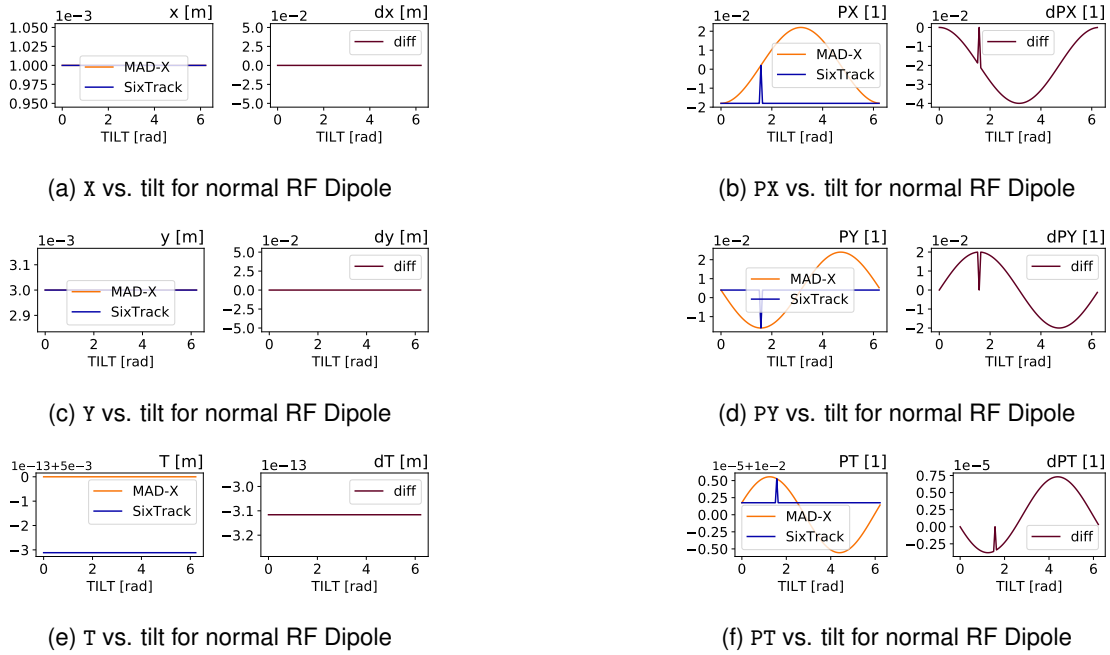 x [m]
1e−3
1.050
1.025
1.000
0.975
0.950
MAD-X
SixTrack
0 2 4 6
TILT [rad]
dx [m]
1e−2
5.0
2.5
0.0
−2.5
−5.0
diff
0 2 4 6
TILT [rad]
(a) X vs. tilt for normal RF Dipole
PX [1]
1e−2
2
1
0
−1
−2
MAD-X
SixTrack
0 2 4 6
TILT [rad]
dPX [1]
1e−2
0
−1
−2
−3
−4
diff
0 2 4 6
TILT [rad]
(b) PX vs. tilt for normal RF Dipole
y [m]
1e−3
3.1
3.0
2.9
MAD-X
SixTrack
0 2 4 6
TILT [rad]
dy [m]
1e−2
5.0
2.5
0.0
−2.5
−5.0
diff
0 2 4 6
TILT [rad]
(c) Y vs. tilt for normal RF Dipole
PY [1]
1e−2
2
1
0
−1
MAD-X
SixTrack
0 2 4 6
TILT [rad]
dPY [1]
1e−2
2
1
0
−1
−2
diff
0 2 4 6
TILT [rad]
(d) PY vs. tilt for normal RF Dipole
T [m]
1e−13+5e−3
0
−1
−2
−3
MAD-X
SixTrack
0 2 4 6
TILT [rad]
dT [m]
1e−13
−3.0
−3.1
−3.2
diff
0 2 4 6
TILT [rad]
(e) T vs. tilt for normal RF Dipole
PT [1]
1e−5+1e−2
0.50
0.25
0.00
−0.25
−0.50
MAD-X
SixTrack
0 2 4 6
TILT [rad]
dPT [1]
1e−5
0.75
0.50
0.25
0.00
−0.25
diff
0 2 4 6
TILT [rad]
(f) PT vs. tilt for normal RF Dipole